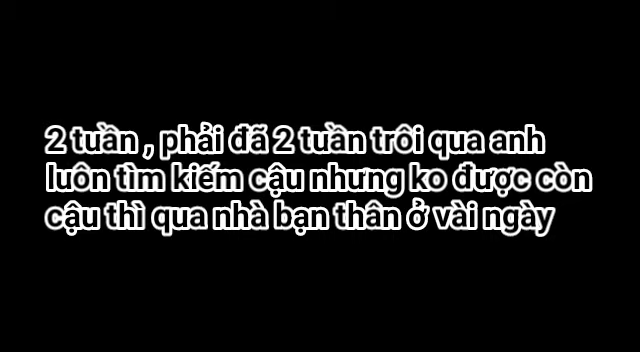 2 tuần , phải đã 2 tuần trôi qua anh
luôn tìm kiếm cậu nhưng ko được còn
cậu thì qua nhà bạn thân ở vài ngày